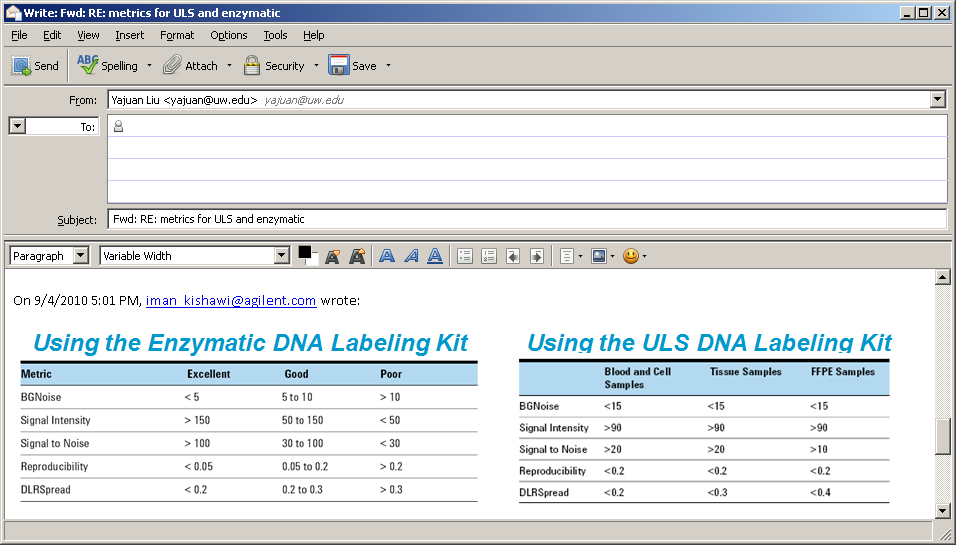 Write: Fwd: RE: metrics for ULS and enzymatic
File Edit View Insert Format Options Tools Help
Send ABC Spelling Attach Security Save
From: Yajuan Liu <yajuan@uw.edu> yajuan@uw.edu
To:
Subject: Fwd: RE: metrics for ULS and enzymatic
Paragraph Variable Width A A A A A
On 9/4/2010 5:01 PM, iman_kishawi@agilent.com wrote:
Using the Enzymatic DNA Labeling Kit
Metric Excellent Good Poor
BGNoise < 5 5 to 10 > 10
Signal Intensity > 150 50 to 150 < 50
Signal to Noise > 100 30 to 100 < 30
Reproducibility < 0.05 0.05 to 0.2 > 0.2
DLRSpread < 0.2 0.2 to 0.3 > 0.3
Using the ULS DNA Labeling Kit
Blood and Cell Tissue Samples FFPE Samples
Samples
BGNoise <15 <15 <15
Signal Intensity >90 >90 >90
Signal to Noise >20 >20 >10
Reproducibility <0.2 <0.2 <0.2
DLRSpread <0.2 <0.3 <0.4